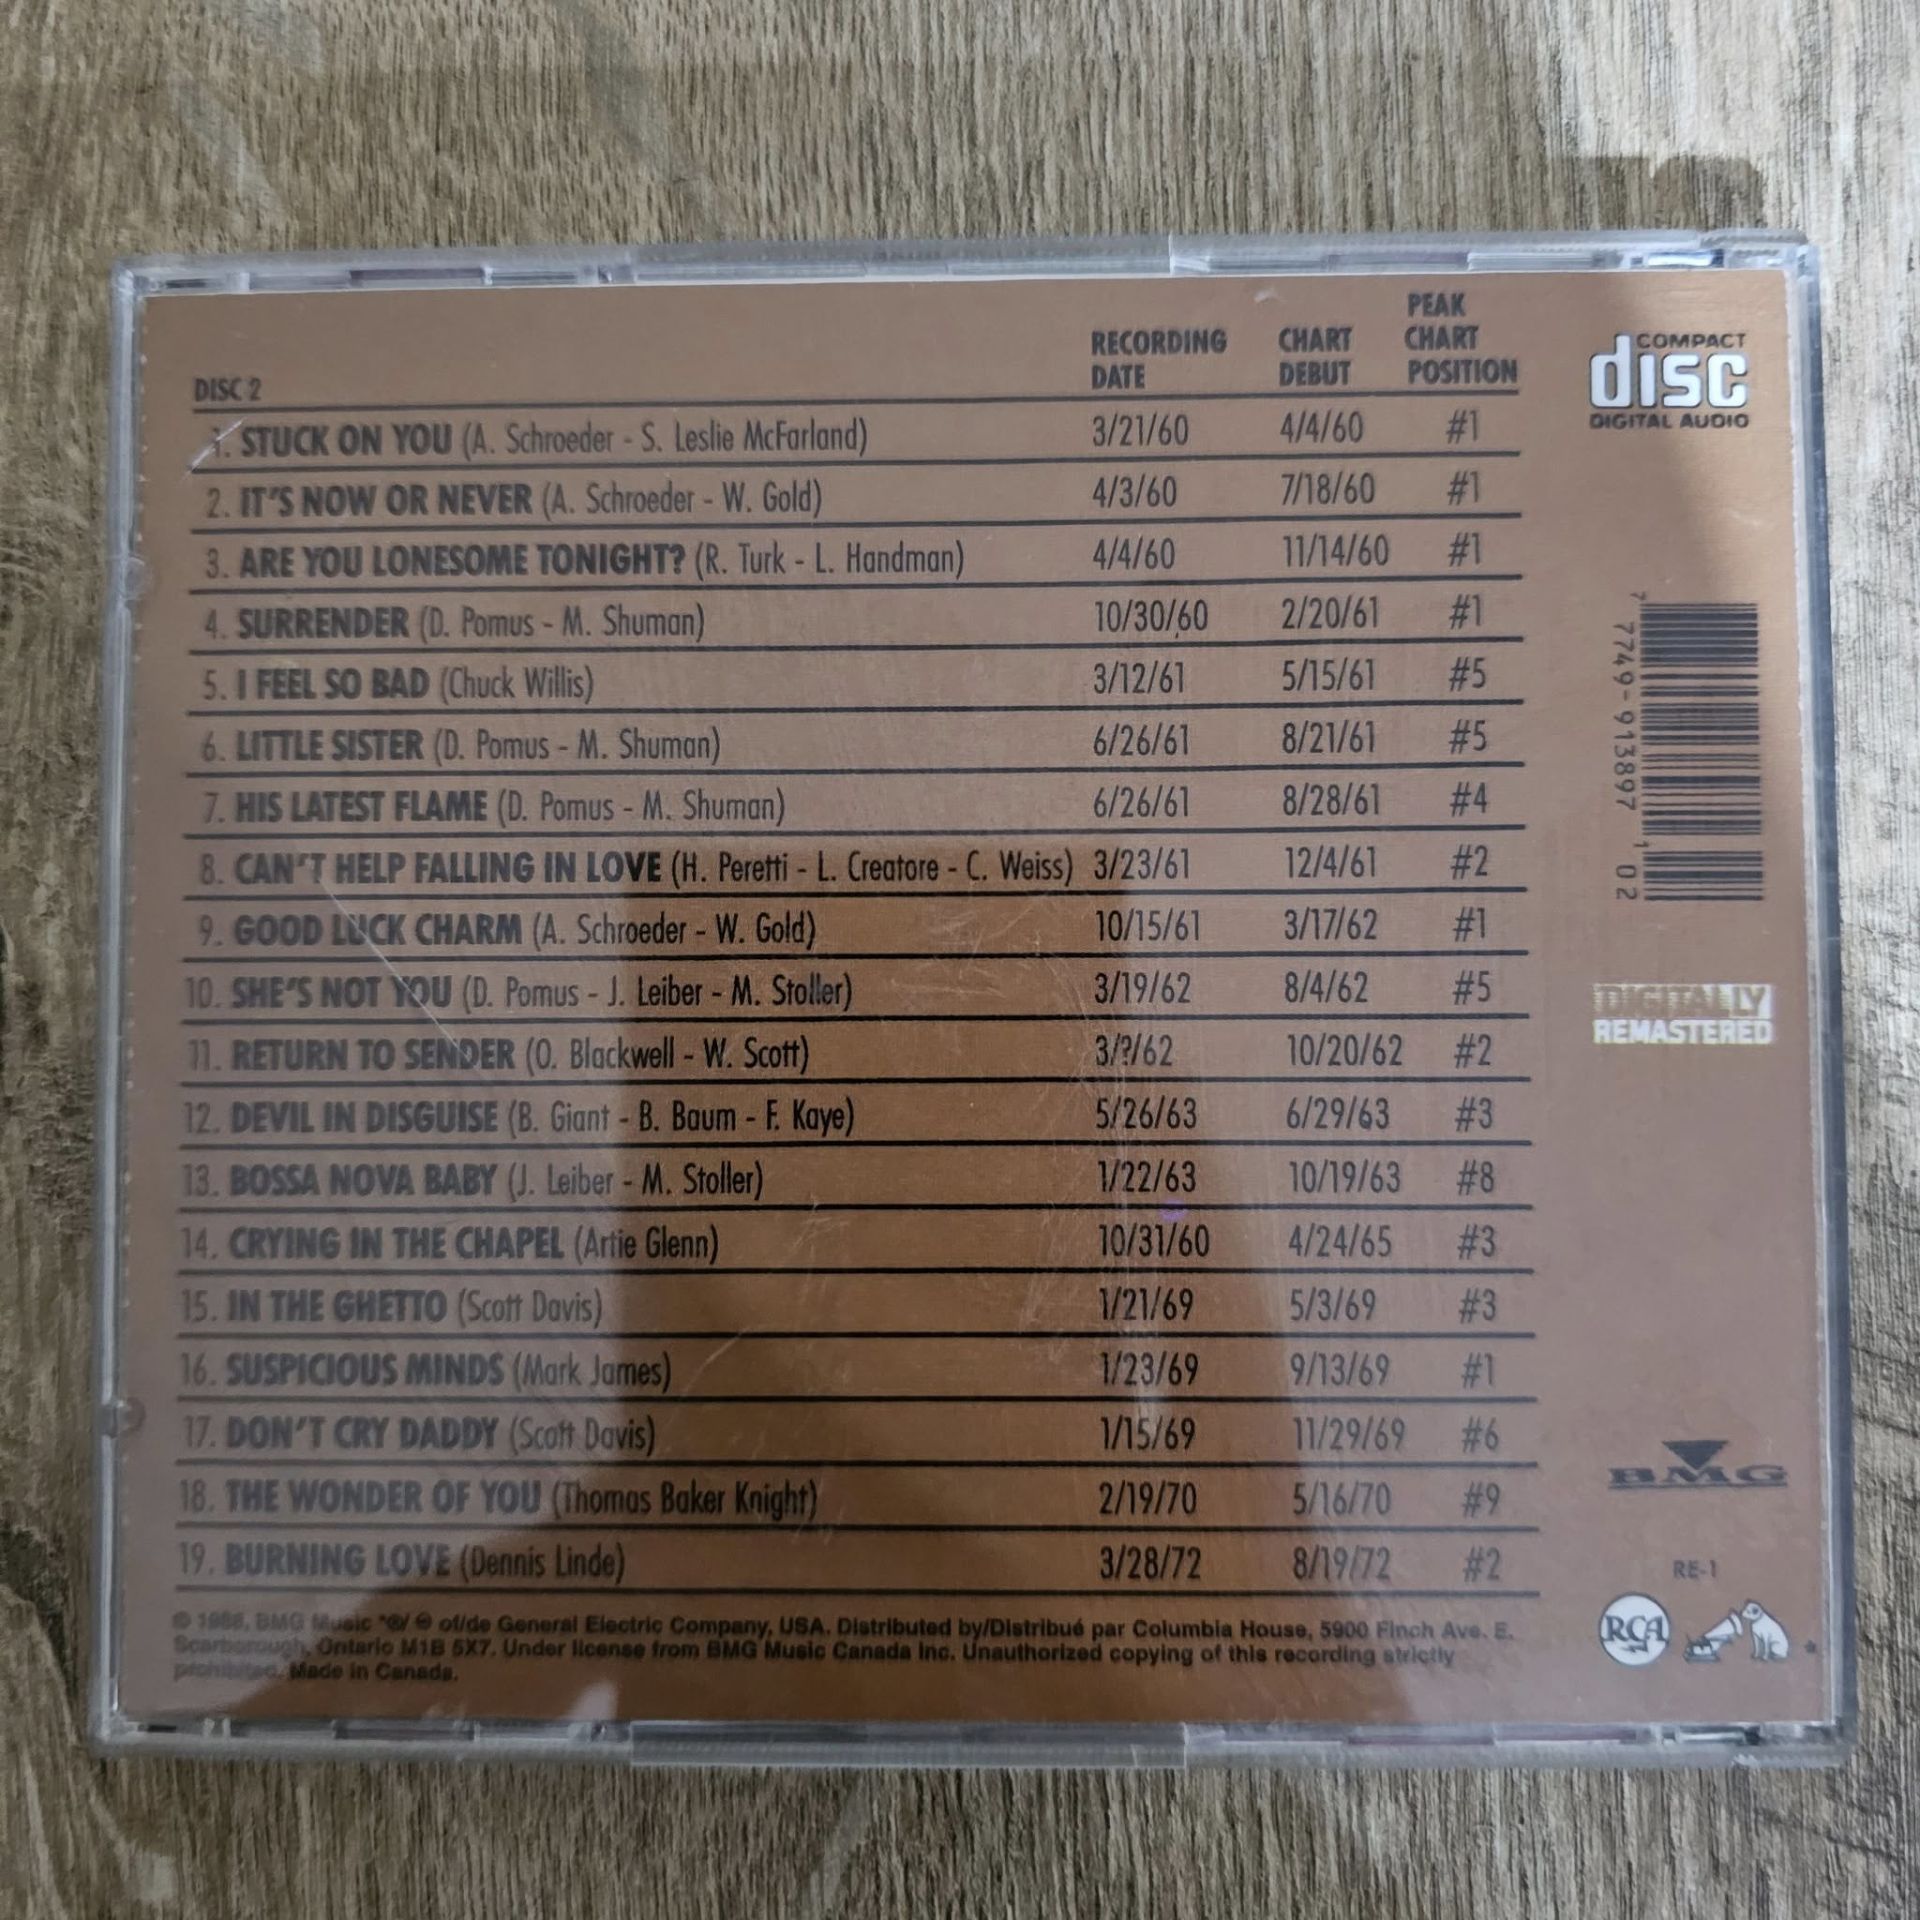 DISC 2 RECORDING DATE CHART DEBUT PEAK CHART POSITION
1. STUCK ON YOU (A. Schroeder - S. Leslie McFarland) 3/21/60 4/4/60 #1
2. IT'S NOW OR NEVER (A. Schroeder - W. Gold) 4/3/60 7/18/60 #1
3. ARE YOU LONESOME TONIGHT? (R. Turk - L. Handman) 4/4/60 11/14/60 #1
4. SURRENDER (D. Pomus - M. Shuman) 10/30/60 2/20/61 #1
5. I FEEL SO BAD (Chuck Willis) 3/12/61 5/15/61 #5
6. LITTLE SISTER (D. Pomus - M. Shuman) 6/26/61 8/21/61 #5
7. HIS LATEST FLAME (D. Pomus - M. Shuman) 6/26/61 8/28/61 #4
8. CAN'T HELP FALLING IN LOVE (H. Peretti - L. Creatore - C. Weiss) 3/23/61 12/4/61 #2
9. GOOD LUCK CHARM (A. Schroeder - W. Gold) 10/15/61 3/17/62 #1
10. SHE'S NOT YOU (D. Pomus - J. Leiber - M. Stoller) 3/19/62 8/4/62 #5
11. RETURN TO SENDER (O. Blackwell - W. Scott) 3/?/62 10/20/62 #2
12. DEVIL IN DISGUISE (B. Giant - B. Baum - F. Kaye) 5/26/63 6/29/63 #3
13. BOSSA NOVA BABY (J. Leiber - M. Stoller) 1/22/63 10/19/63 #8
14. CRYING IN THE CHAPEL (Artie Glenn) 10/31/60 4/24/65 #3
15. IN THE GHETTO (Scott Davis) 1/21/69 5/3/69 #3
16. SUSPICIOUS MINDS (Mark James) 1/23/69 9/13/69 #1
17. DON'T CRY DADDY (Scott Davis) 1/15/69 11/29/69 #6
18. THE WONDER OF YOU (Thomas Baker Knight) 2/19/70 5/16/70 #9
19. BURNING LOVE (Dennis Linde) 3/28/72 8/19/72 #2
BMG Music *®/ of/de General Electric Company, USA. Distributed by/Distribué par Columbia House, 5900 Finch Ave. E.
Scarborough, Ontario M1B 5X7. Under license from BMG Music Canada Inc. Unauthorized copying of this recording strictly
prohibited. Made in Canada.
COMPACT
disc
DIGITAL AUDIO
7 7749-913897 1 02
DIGITALLY
REMASTERED
BMG
RE-1
RCA *